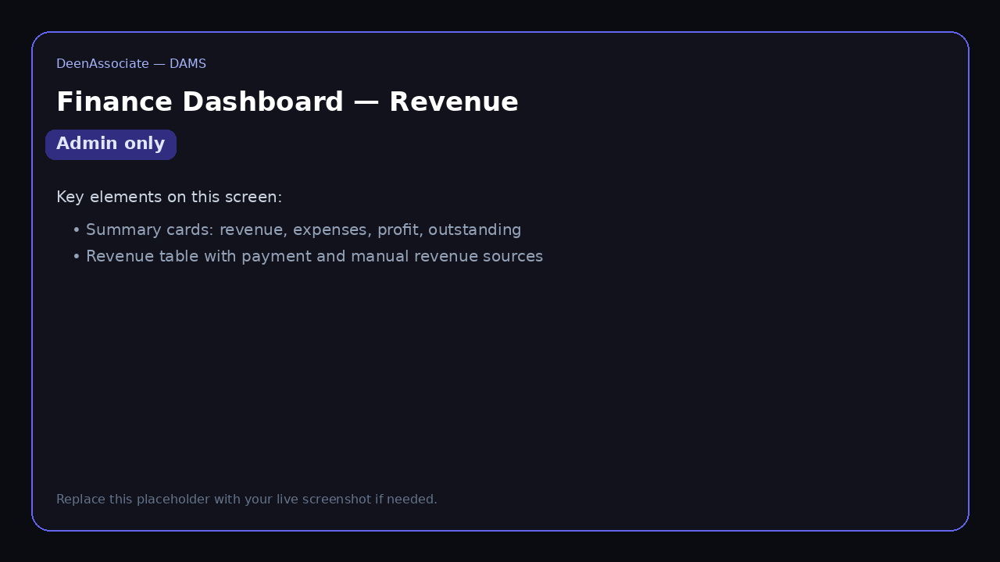 DeenAssociate — DAMS
Finance Dashboard — Revenue
Admin only
Key elements on this screen:
• Summary cards: revenue, expenses, profit, outstanding
• Revenue table with payment and manual revenue sources
Replace this placeholder with your live screenshot if needed.